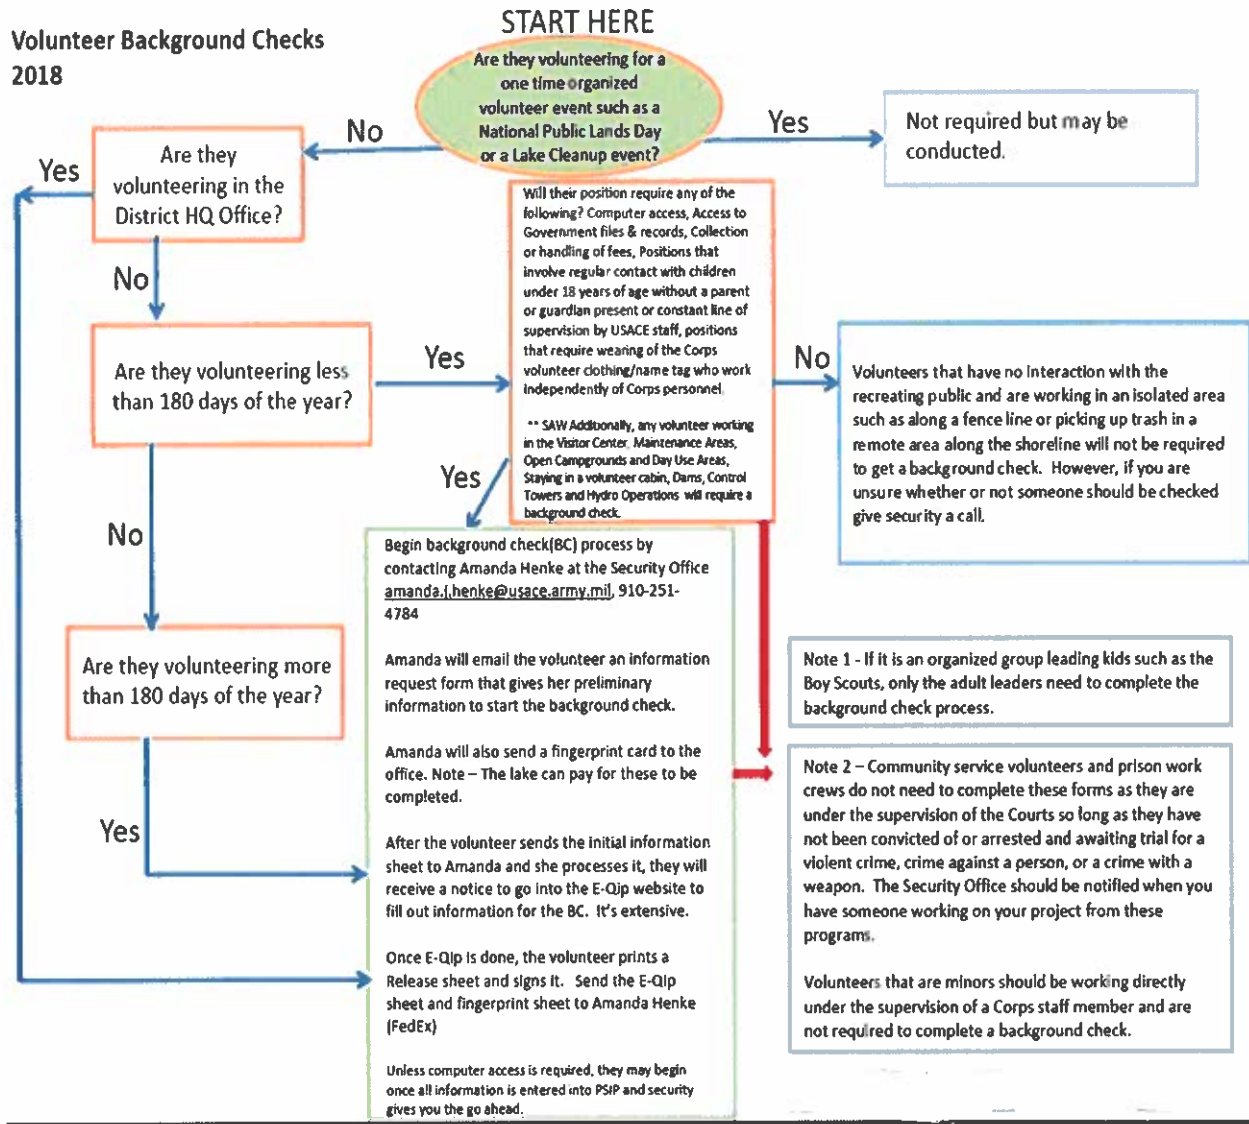 Volunteer Background Checks
2018
START HERE
Are they volunteering for a
one time organized
volunteer event such as a
National Public Lands Day
or a Lake Cleanup event?
No
Yes
Not required but may be
conducted.
Yes
Are they
volunteering in the
District HQ Office?
No
Will their position require any of the
following? Computer access, Access to
Government files & records, Collection
or handling of fees, Positions that
involve regular contact with children
under 18 years of age without a parent
or guardian present or constant line of
supervision by USACE staff, positions
that require wearing of the Corps
volunteer clothing/name tag who work
independently of Corps personnel.
** SAW Additionally, any volunteer working
in the Visitor Center, Maintenance Areas,
Open Campgrounds and Day Use Areas,
Staying in a volunteer cabin, Dams, Control
Towers and Hydro Operations will require a
background check.
Are they volunteering less
than 180 days of the year?
Yes
No
Volunteers that have no interaction with the
recreating public and are working in an isolated area
such as along a fence line or picking up trash in a
remote area along the shoreline will not be required
to get a background check. However, if you are
unsure whether or not someone should be checked
give security a call.
Yes
No
Begin background check(BC) process by
contacting Amanda Henke at the Security Office
amanda.j.henke@usace.army.mil, 910-251-
4784
Amanda will email the volunteer an information
request form that gives her preliminary
information to start the background check.
Amanda will also send a fingerprint card to the
office. Note – The lake can pay for these to be
completed.
After the volunteer sends the initial information
sheet to Amanda and she processes it, they will
receive a notice to go into the E-Qip website to
fill out information for the BC. It's extensive.
Once E-Qip is done, the volunteer prints a
Release sheet and signs it. Send the E-Qip
sheet and fingerprint sheet to Amanda Henke
(FedEx)
Unless computer access is required, they may begin
once all information is entered into PSIP and security
gives you the go ahead.
Are they volunteering more
than 180 days of the year?
Yes
Note 1 - If it is an organized group leading kids such as the
Boy Scouts, only the adult leaders need to complete the
background check process.
Note 2 – Community service volunteers and prison work
crews do not need to complete these forms as they are
under the supervision of the Courts so long as they have
not been convicted of or arrested and awaiting trial for a
violent crime, crime against a person, or a crime with a
weapon. The Security Office should be notified when you
have someone working on your project from these
programs.
Volunteers that are minors should be working directly
under the supervision of a Corps staff member and are
not required to complete a background check.